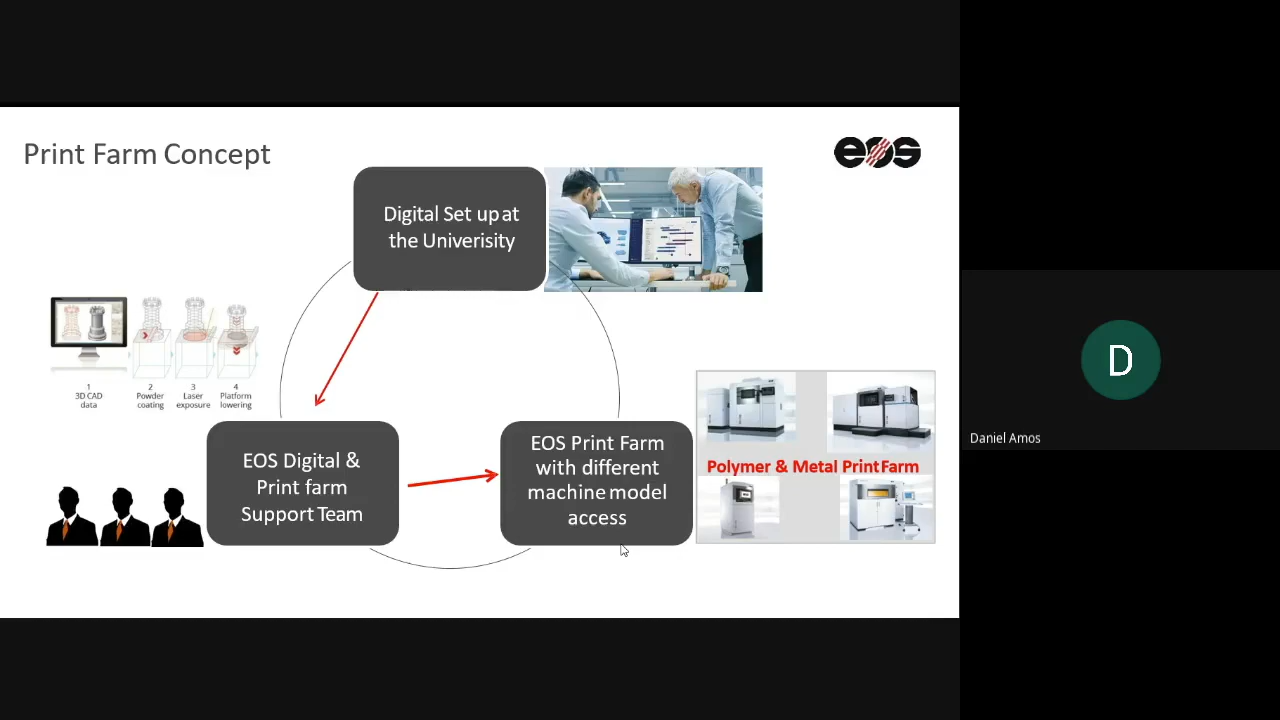 Print Farm Concept
eos
Digital Set up at
the Univerisity
1
3D CAD
data
2
Powder
coating
3
Laser
exposure
4
Platform
lowering
EOS Digital &
Print farm
Support Team
EOS Print Farm
with different
machine model
access
Polymer & Metal Print Farm
D
Daniel Amos